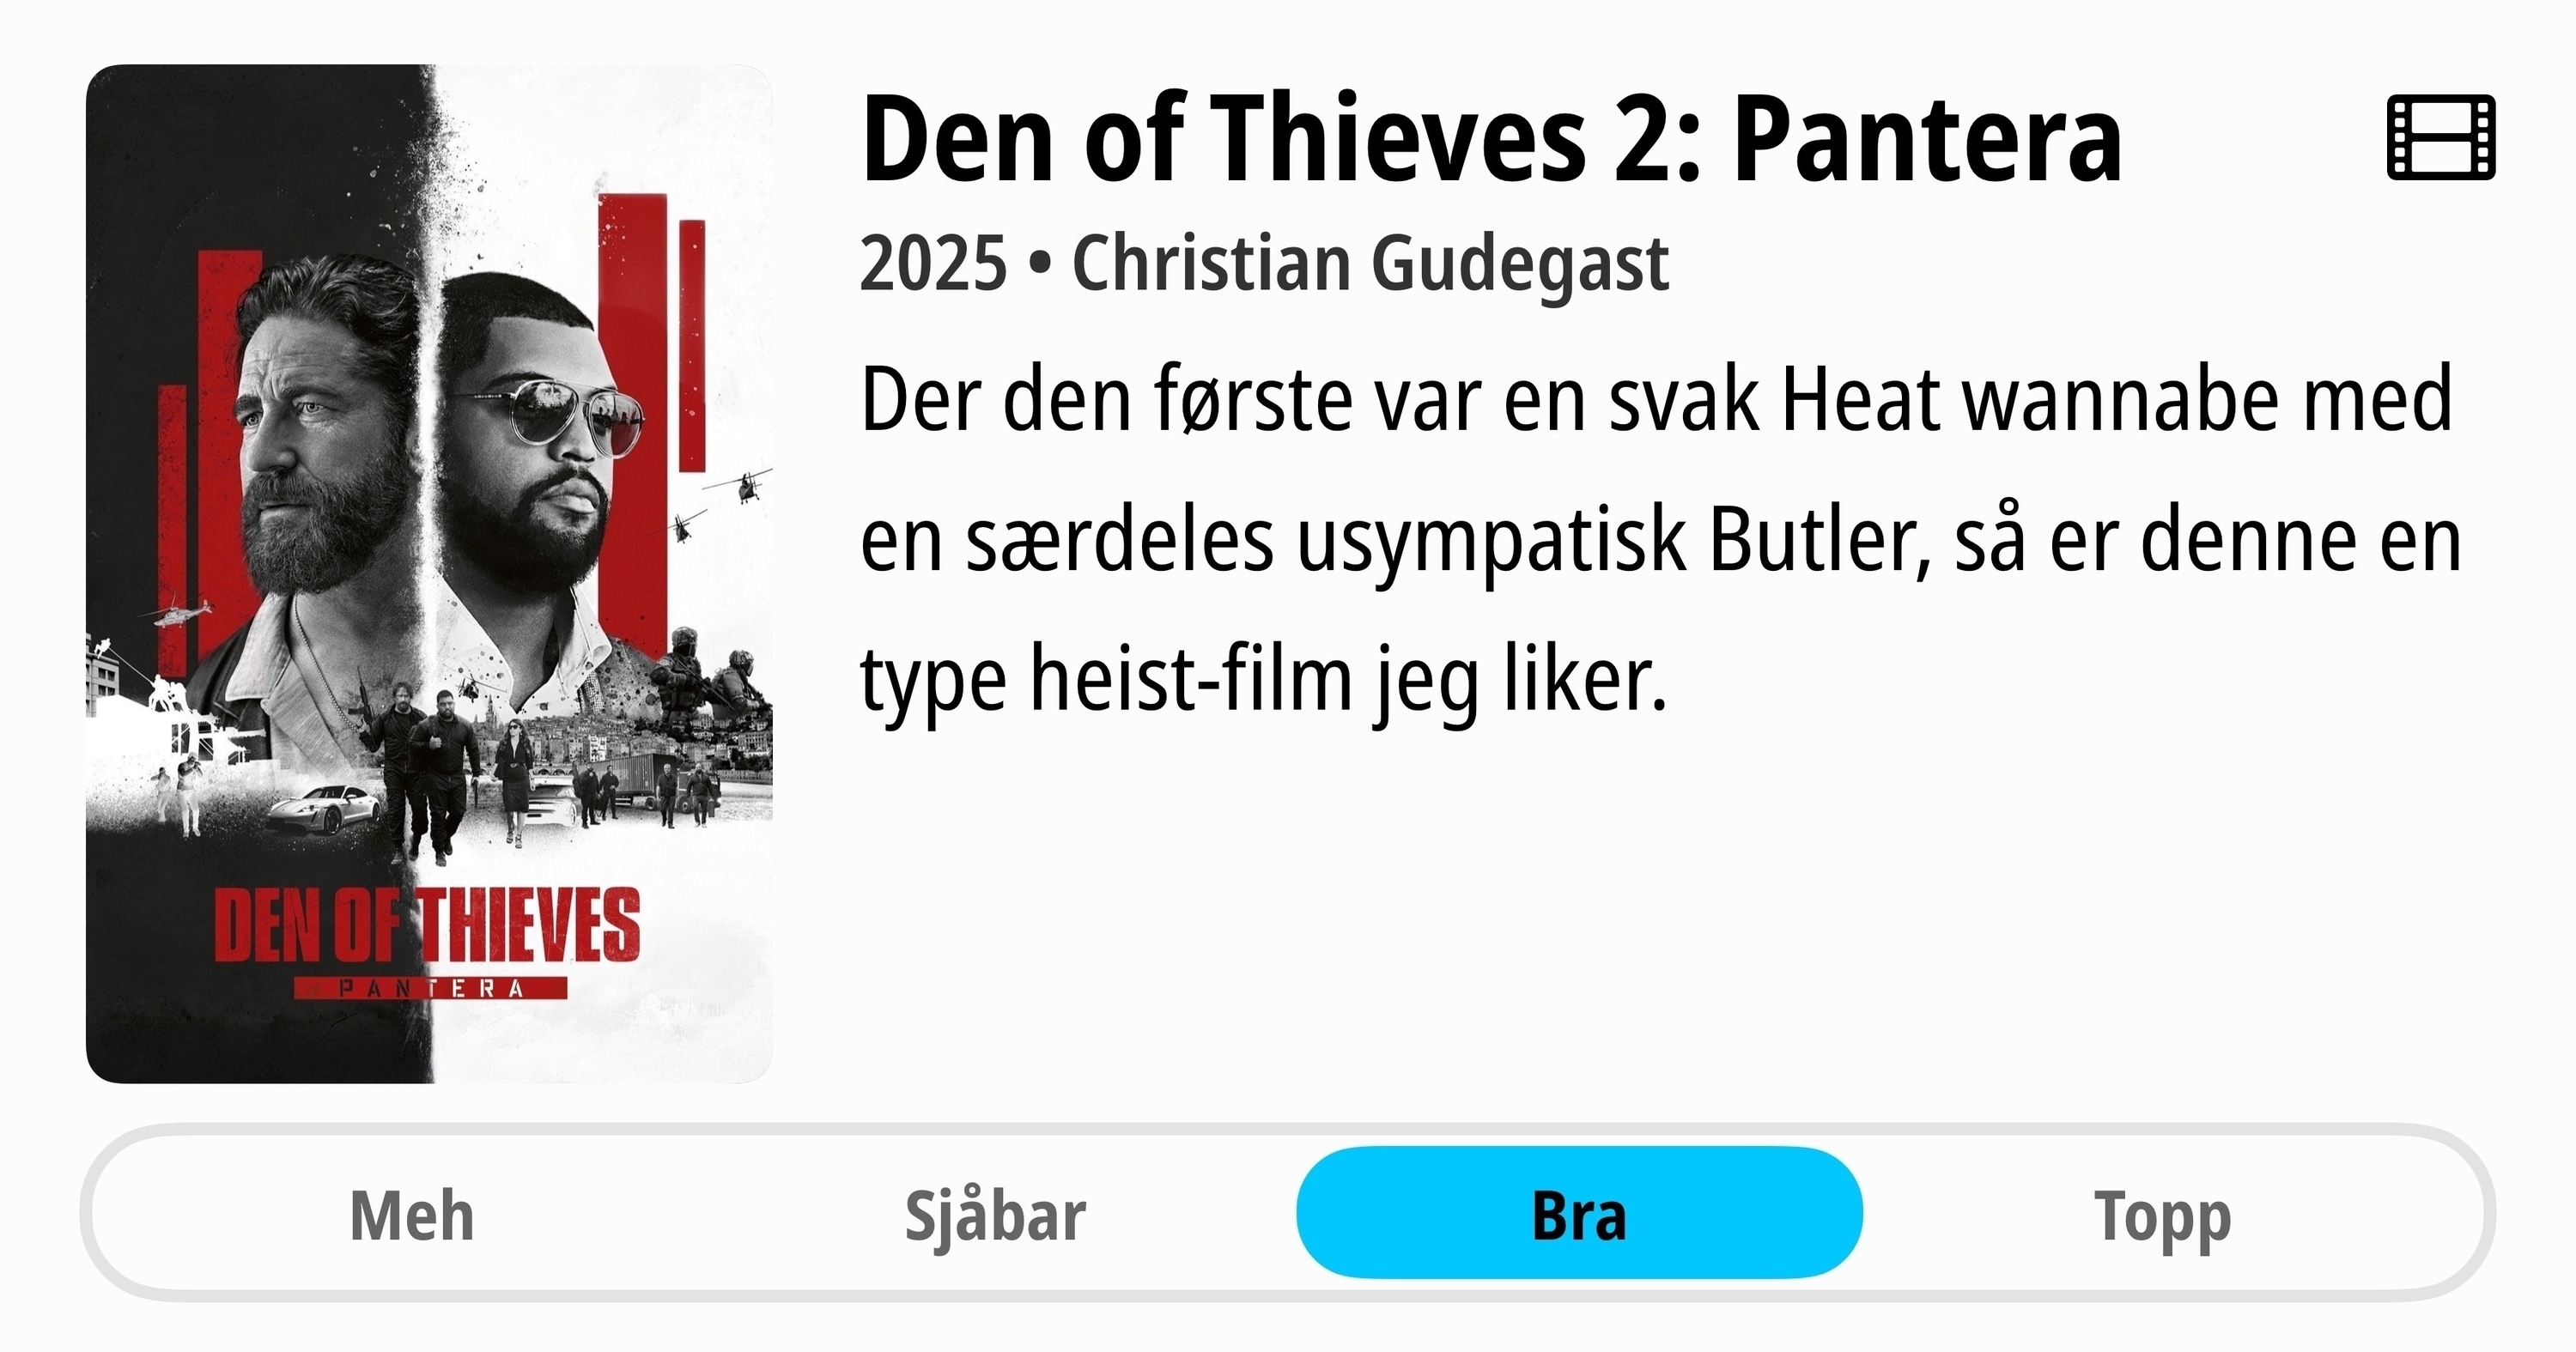 DEN OF THIEVES
PANTERA
Den of Thieves 2: Pantera
2025 • Christian Gudegast
Der den første var en svak Heat wannabe med
en særdeles usympatisk Butler, så er denne en
type heist-film jeg liker.
Meh
Sjåbar
Bra
Topp